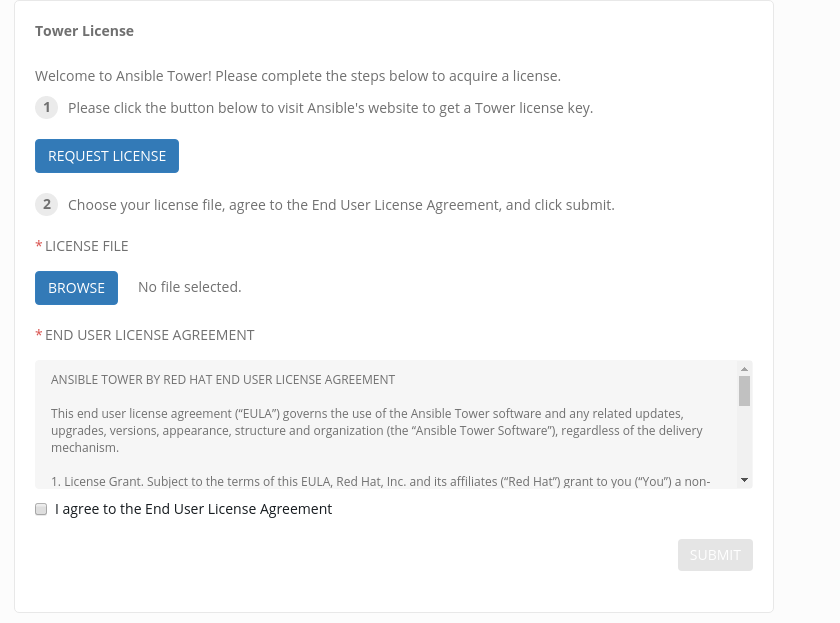 Tower License
Welcome to Ansible Tower! Please complete the steps below to acquire a license.
1 Please click the button below to visit Ansible's website to get a Tower license key.
REQUEST LICENSE
2 Choose your license file, agree to the End User License Agreement, and click submit.
* LICENSE FILE
BROWSE No file selected.
* END USER LICENSE AGREEMENT
ANSIBLE TOWER BY RED HAT END USER LICENSE AGREEMENT
This end user license agreement (“EULA”) governs the use of the Ansible Tower software and any related updates,
upgrades, versions, appearance, structure and organization (the “Ansible Tower Software”), regardless of the delivery
mechanism.
1. License Grant. Subject to the terms of this EULA, Red Hat, Inc. and its affiliates (“Red Hat”) grant to you (“You”) a non-
I agree to the End User License Agreement
SUBMIT